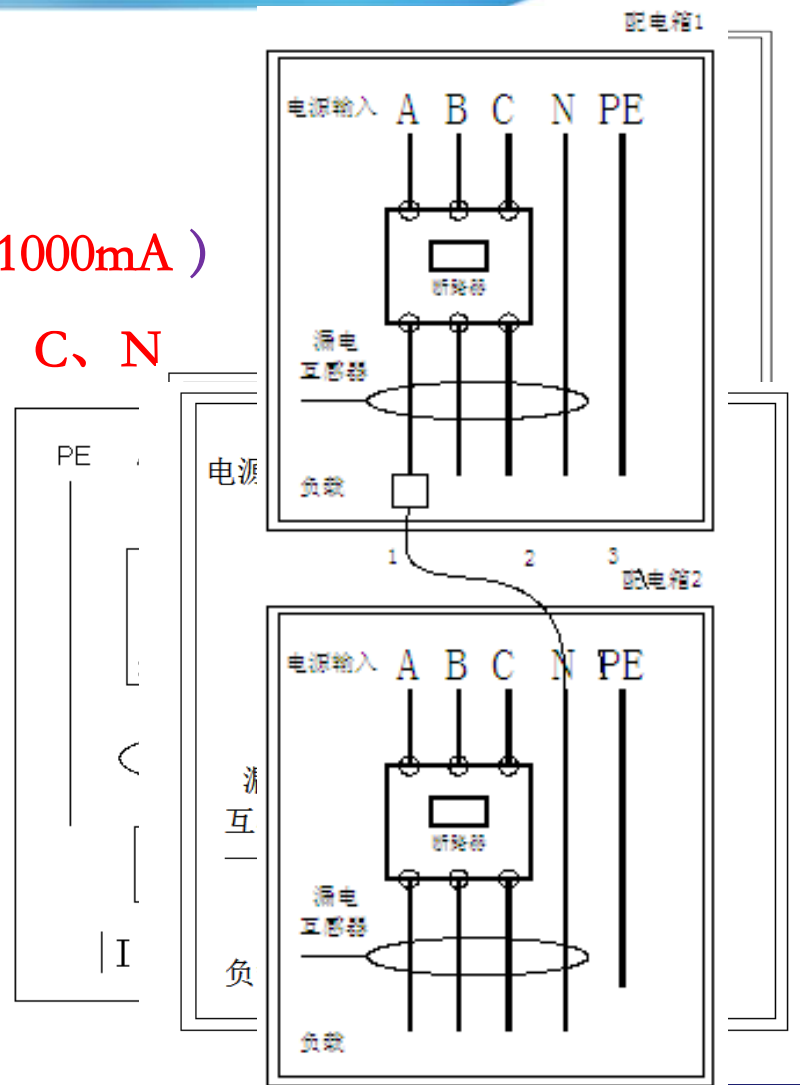 配电箱1
电源输入 A B C N PE
1000mA ）
断路器
C、N
漏电
互感器
PE
电源
负载
1 2 3
配电箱2
电源输入 A B C N PE
漏
互
断路器
漏电
互感器
I
负
负载